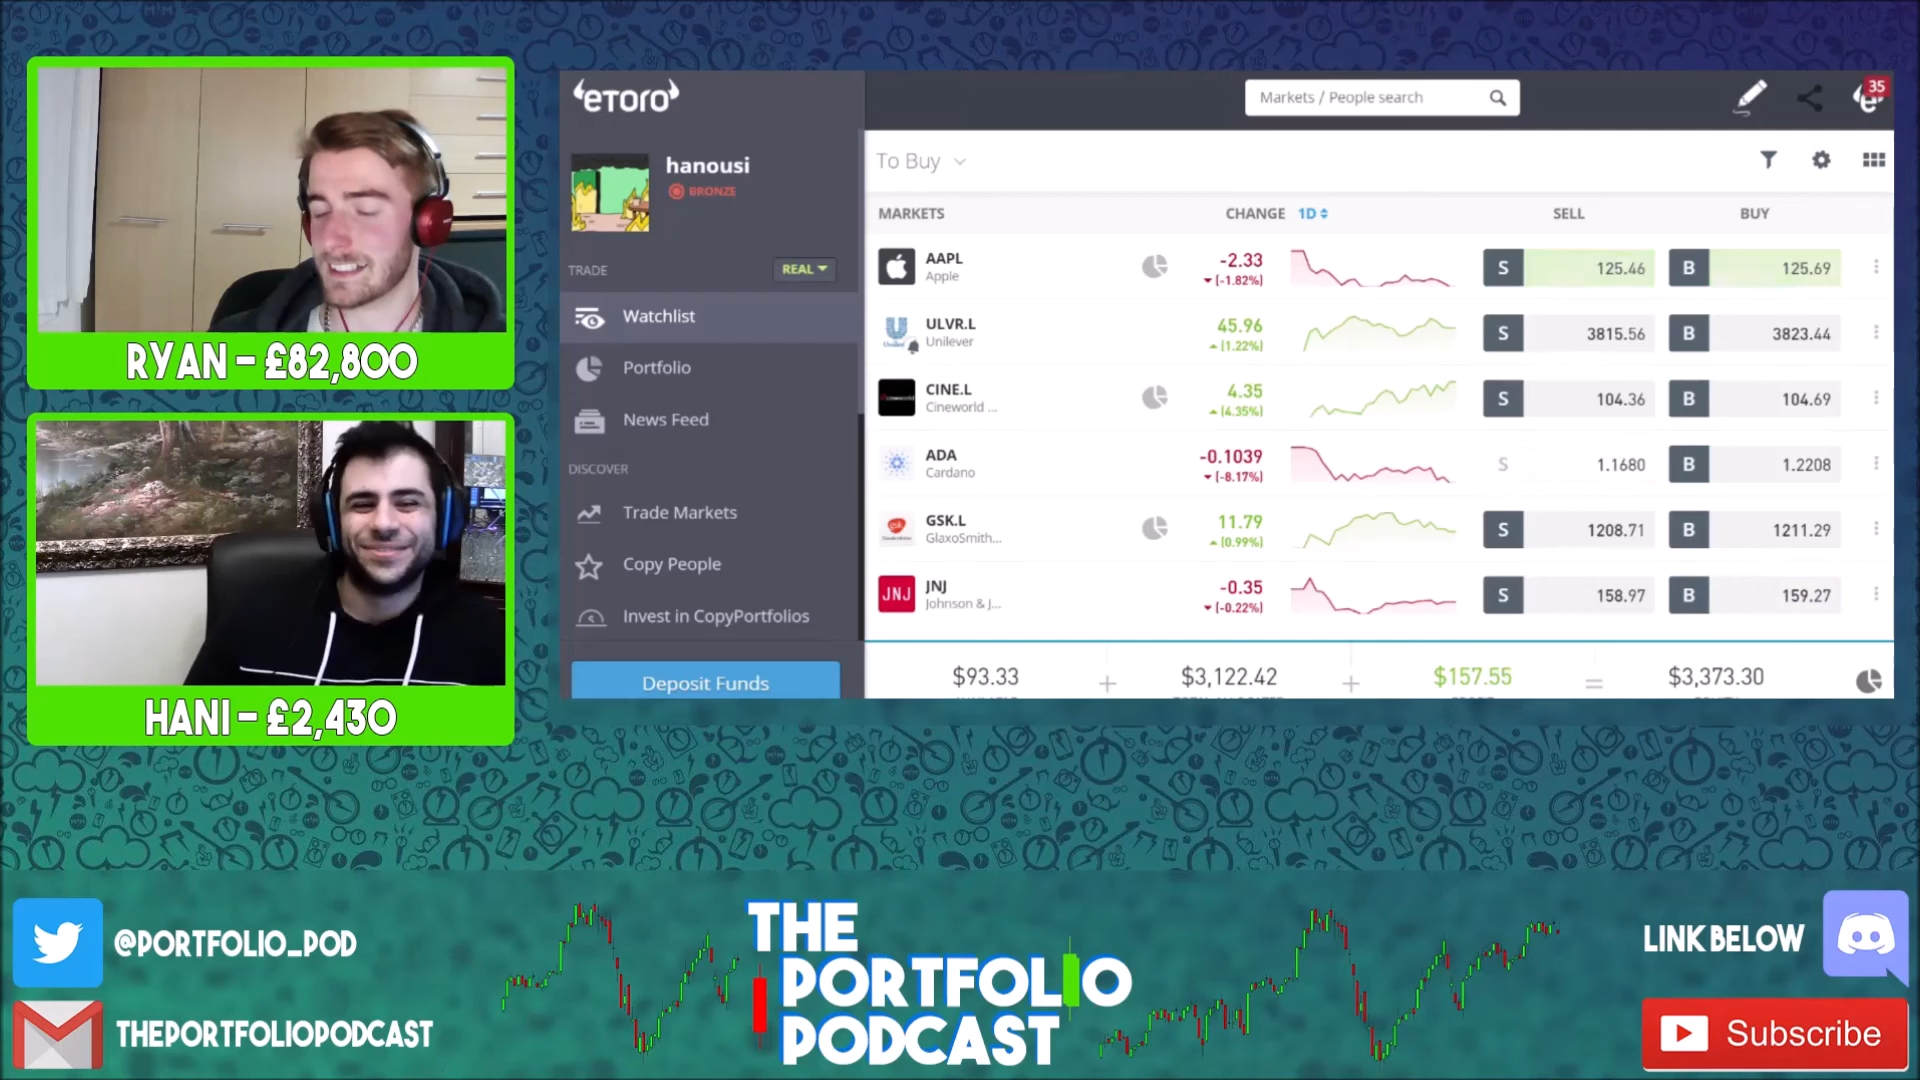 RYAN – £82,800
HANI – £2,430
eToro
hanousi
BRONZE
TRADE
REAL
Watchlist
Portfolio
News Feed
DISCOVER
Trade Markets
Copy People
Invest in CopyPortfolios
Deposit Funds
Markets / People search
35
To Buy
MARKETS CHANGE 1D SELL BUY
AAPL
Apple
-2.33
(-1.82%)
S 125.46 B 125.69
ULVR.L
Unilever
45.96
(1.22%)
S 3815.56 B 3823.44
CINE.L
Cineworld ...
4.35
(4.35%)
S 104.36 B 104.69
ADA
Cardano
-0.1039
(-8.17%)
S 1.1680 B 1.2208
GSK.L
GlaxoSmith...
gsk
11.79
(0.99%)
S 1208.71 B 1211.29
JNJ
JNJ
Johnson & J...
-0.35
(-0.22%)
S 158.97 B 159.27
$93.33 + $3,122.42 + $157.55 = $3,373.30
@PORTFOLIO_POD
THEPORTFOLIOPODCAST
THE
PORTFOLIO
PODCAST
LINK BELOW
Subscribe